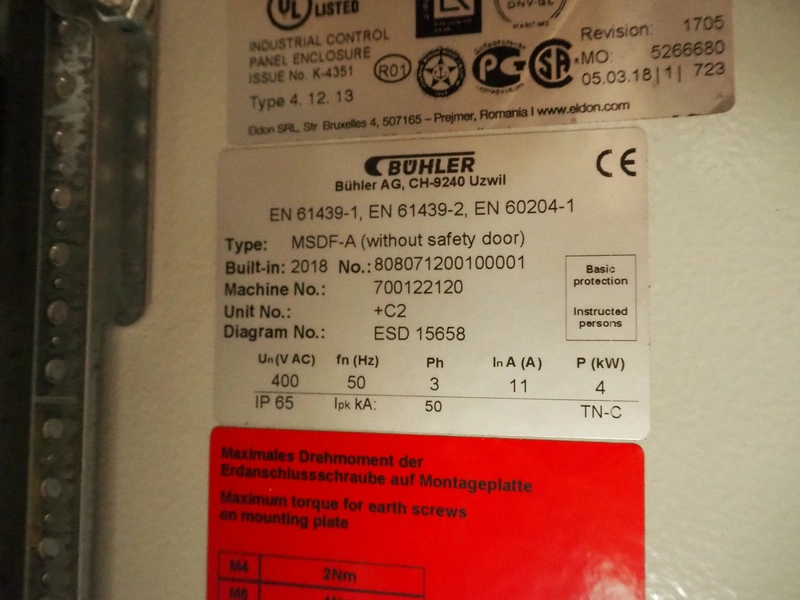 UL LISTED
INDUSTRIAL CONTROL
PANEL ENCLOSURE
ISSUE No. K-4351
Type 4, 12, 13
DNV-GL
MARITIME
R01
SA
Revision: 1705
MO: 5266680
05.03.18|1| 723
Eldon SRL, Str Bruxelles 4, 507165 – Prejmer, Romania I www.eldon.com
BÜHLER
CE
Bühler AG, CH-9240 Uzwil
EN 61439-1, EN 61439-2, EN 60204-1
Type: MSDF-A (without safety door)
Built-in: 2018 No.: 808071200100001
Machine No.: 700122120
Unit No.: +C2
Diagram No.: ESD 15658
Basic
protection
Instructed
persons
Un (V AC) fn (Hz) Ph In A (A) P (kW)
400 50 3 11 4
IP 65 Ipk kA: 50 TN-C
Maximales Drehmoment der
Erdanschlussschraube auf Montageplatte
Maximum torque for earth screws
on mounting plate
M4 2Nm